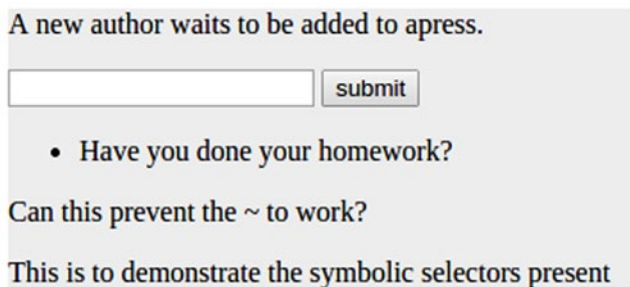 A new author waits to be added to apress.
submit
Have you done your homework?
Can this prevent the ~ to work?
This is to demonstrate the symbolic selectors present